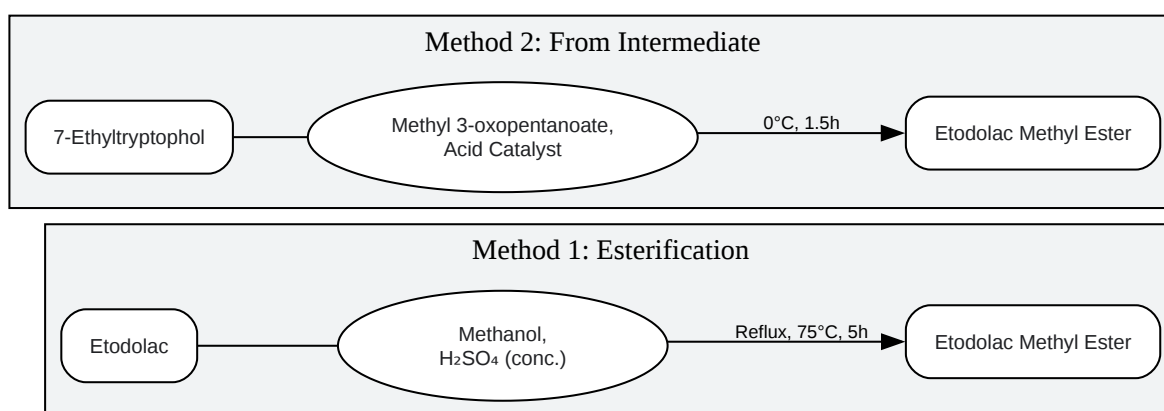 Method 2: From Intermediate
7-Ethyltryptophol
Methyl 3-oxopentanoate,
Acid Catalyst
0°C, 1.5h
Etodolac Methyl Ester
Method 1: Esterification
Etodolac
Methanol,
H₂SO₄ (conc.)
Reflux, 75°C, 5h
Etodolac Methyl Ester